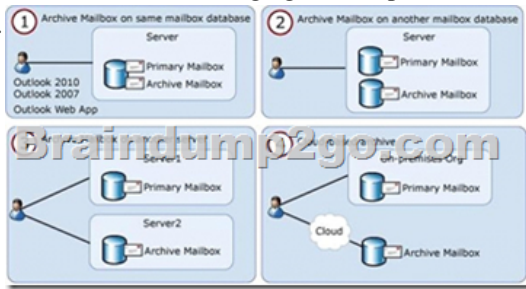 1 Archive Mailbox on same mailbox database
Server
Primary Mailbox
Archive Mailbox
Outlook 2010
Outlook 2007
Outlook Web App
2 Archive Mailbox on another mailbox database
Server
Primary Mailbox
Archive Mailbox
Braindump2go.com
Server1
Primary Mailbox
Server2
Archive Mailbox
On-premises Org
Primary Mailbox
Cloud
Archive Mailbox